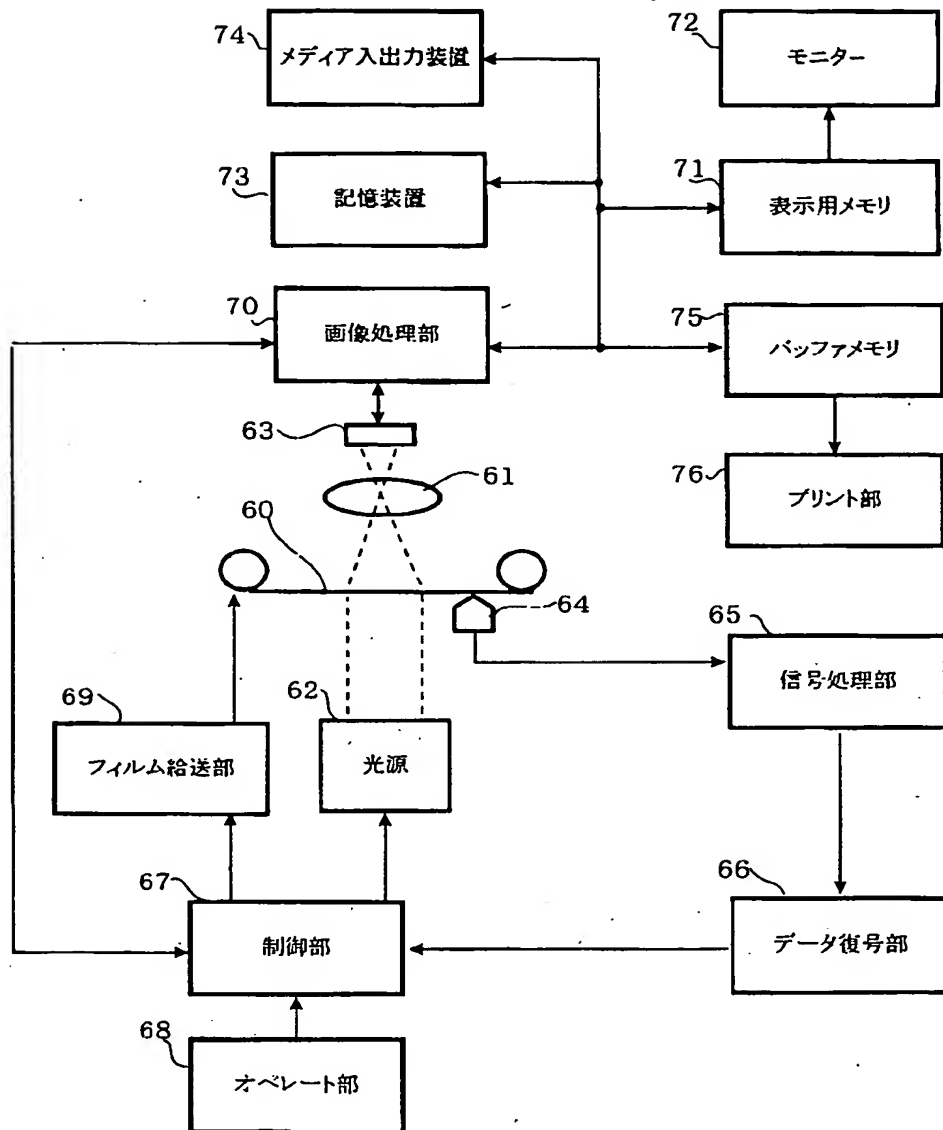 74
メディア入出力装置
72
モニター
73
記憶装置
71
表示用メモリ
70
画像処理部
75
バッファメモリ
63
61
76
プリント部
60
64
65
信号処理部
69
フィルム給送部
62
光源
67
制御部
66
データ復号部
68
オペレート部